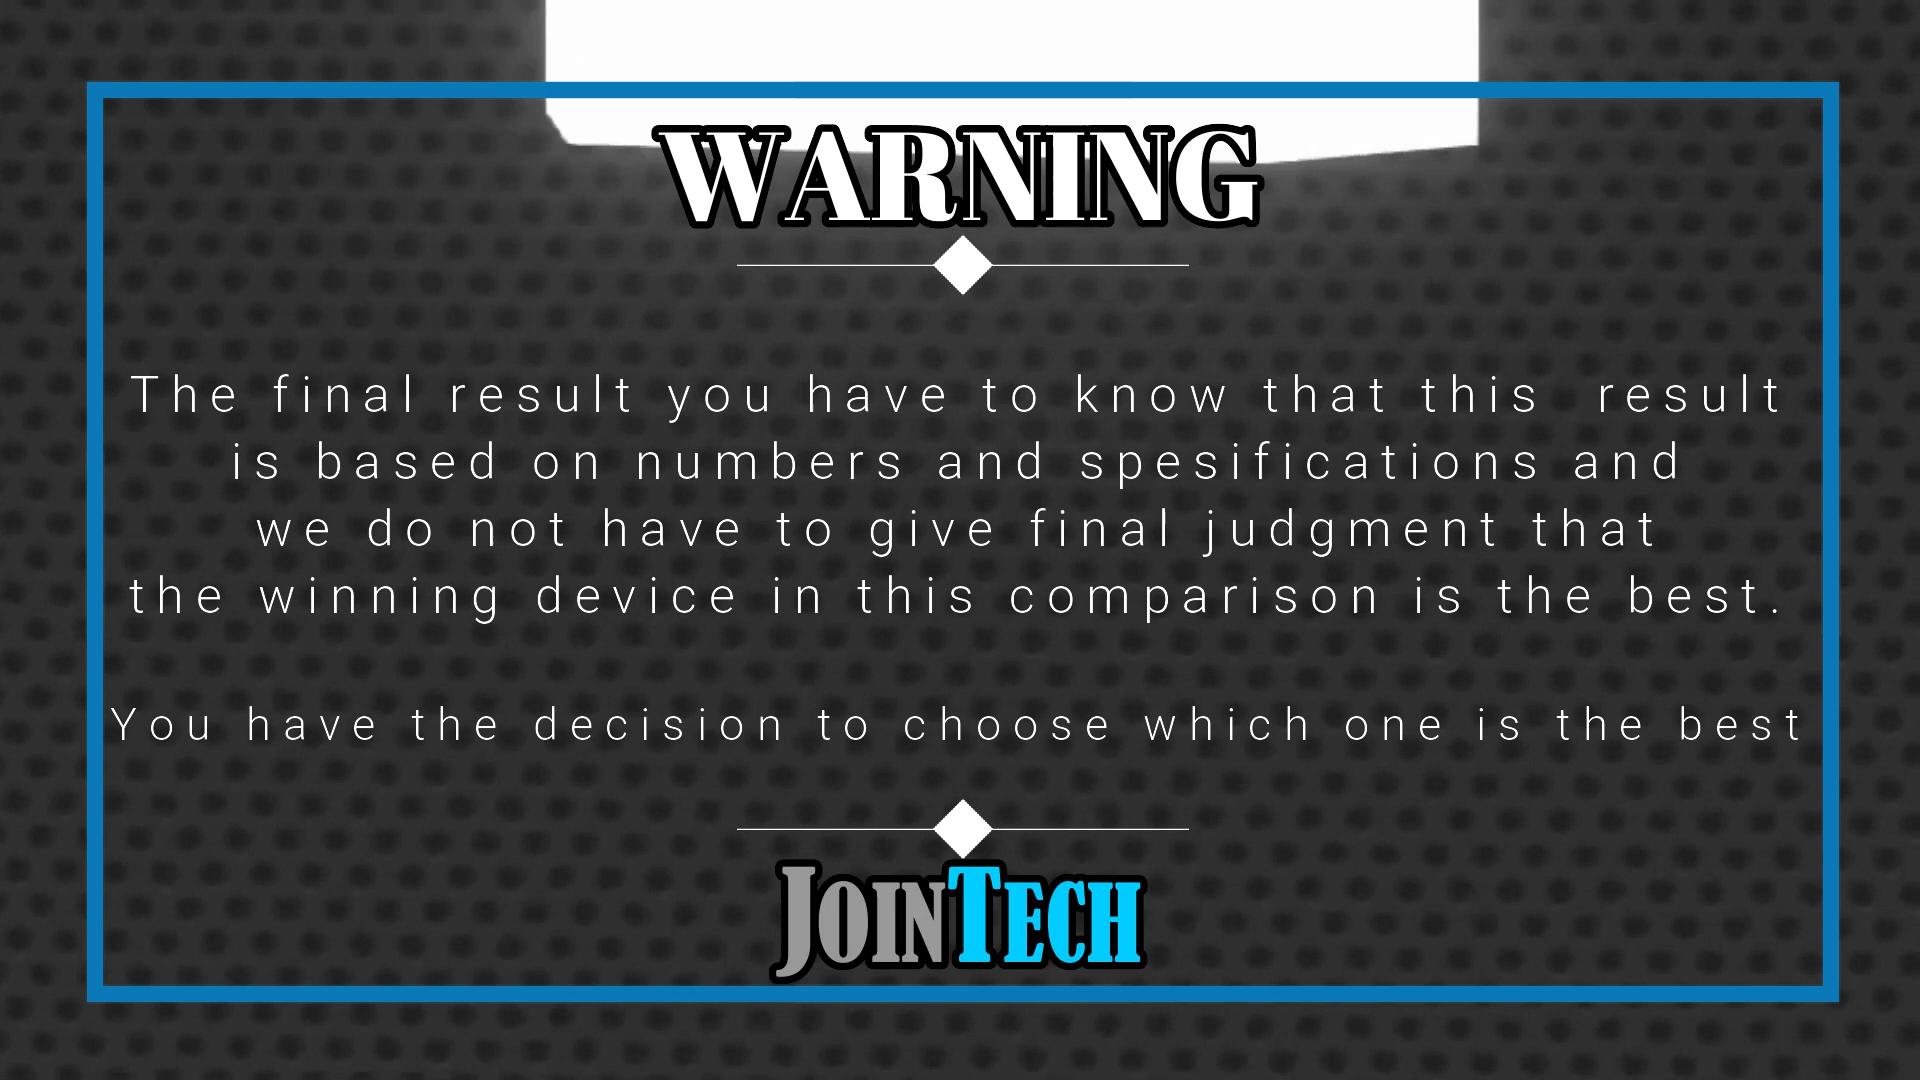 WARNING
The final result you have to know that this result
is based on numbers and spesifications and
we do not have to give final judgment that
the winning device in this comparison is the best.
You have the decision to choose which one is the best
JOINTECH